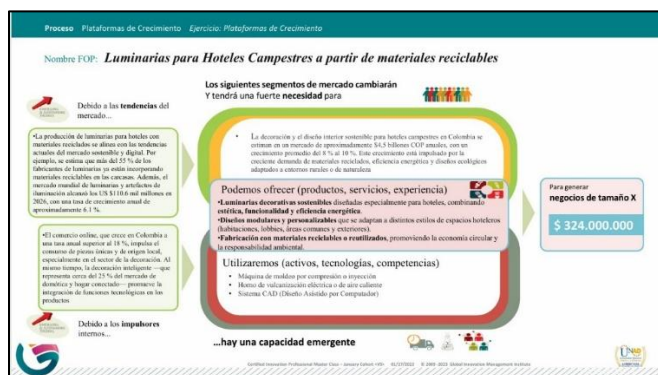 Proceso Plataformas de Crecimiento Ejercicio: Plataformas de Crecimiento
Nombre FOP: Luminarias para Hoteles Campestres a partir de materiales reciclables
Debido a las tendencias del
mercado...
•La producción de luminarias para hoteles con
materiales reciclados se alinea con las tendencias
actuales del mercado sostenible y digital. Por
ejemplo, se estima que más del 55 % de los
fabricantes de luminarias ya están incorporando
materiales reciclables en las carcasas. Además, el
mercado mundial de luminarias y artefactos de
iluminación alcanzó los US $110.6 mil millones en
2026, con una tasa de crecimiento anual de
aproximadamente 6.1 %.
•El comercio online, que crece en Colombia a
una tasa anual superior al 18 %, impulsa el
consumo de piezas únicas y de origen local,
especialmente en el sector de la decoración. Al
mismo tiempo, la decoración inteligente —que
representa cerca del 25 % del mercado de
domótica y hogar conectado— promueve la
integración de funciones tecnológicas en los
productos
Debido a los impulsores
internos...
Los siguientes segmentos de mercado cambiarán
Y tendrá una fuerte necesidad para
• La decoración y el diseño interior sostenible para hoteles campestres en Colombia se
estiman en un mercado de aproximadamente $4,5 billones COP anuales, con un
crecimiento promedio del 8 % al 10 %. Este crecimiento está impulsado por la
creciente demanda de materiales reciclados, eficiencia energética y diseños ecológicos
adaptados a entornos rurales o de naturaleza
Podemos ofrecer (productos, servicios, experiencia)
•Luminarias decorativas sostenibles diseñadas especialmente para hoteles, combinando
estética, funcionalidad y eficiencia energética.
•Diseños modulares y personalizables que se adaptan a distintos estilos de espacios hoteleros
(habitaciones, lobbies, áreas comunes y exteriores).
•Fabricación con materiales reciclables o reutilizados, promoviendo la economía circular y
la responsabilidad ambiental.
Utilizaremos (activos, tecnologías, competencias)
• Máquina de moldeo por compresión o inyección
• Horno de vulcanización eléctrico o de aire caliente
• Sistema CAD (Diseño Asistido por Computador)
...hay una capacidad emergente
Para generar
negocios de tamaño X
$ 324.000.000
Certified Innovation Professional Master Class – January Cohort